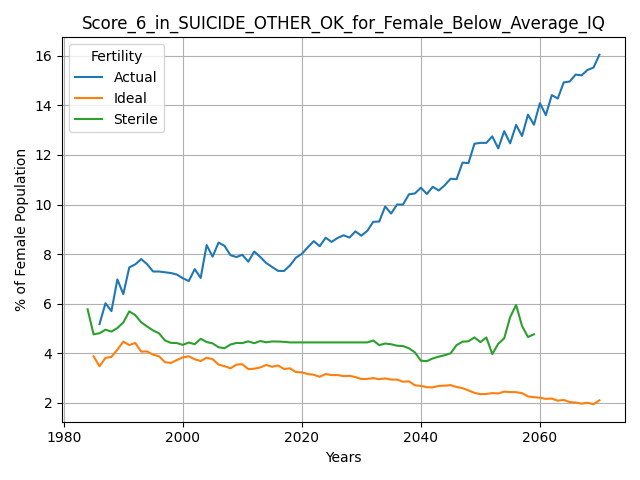 Score_6_in_SUICIDE_OTHER_OK_for_Female_Below_Average_IQ
Fertility
Actual
Ideal
Sterile
% of Female Population
16
14
12
10
8
6
4
2
1980 2000 2020 2040 2060
Years